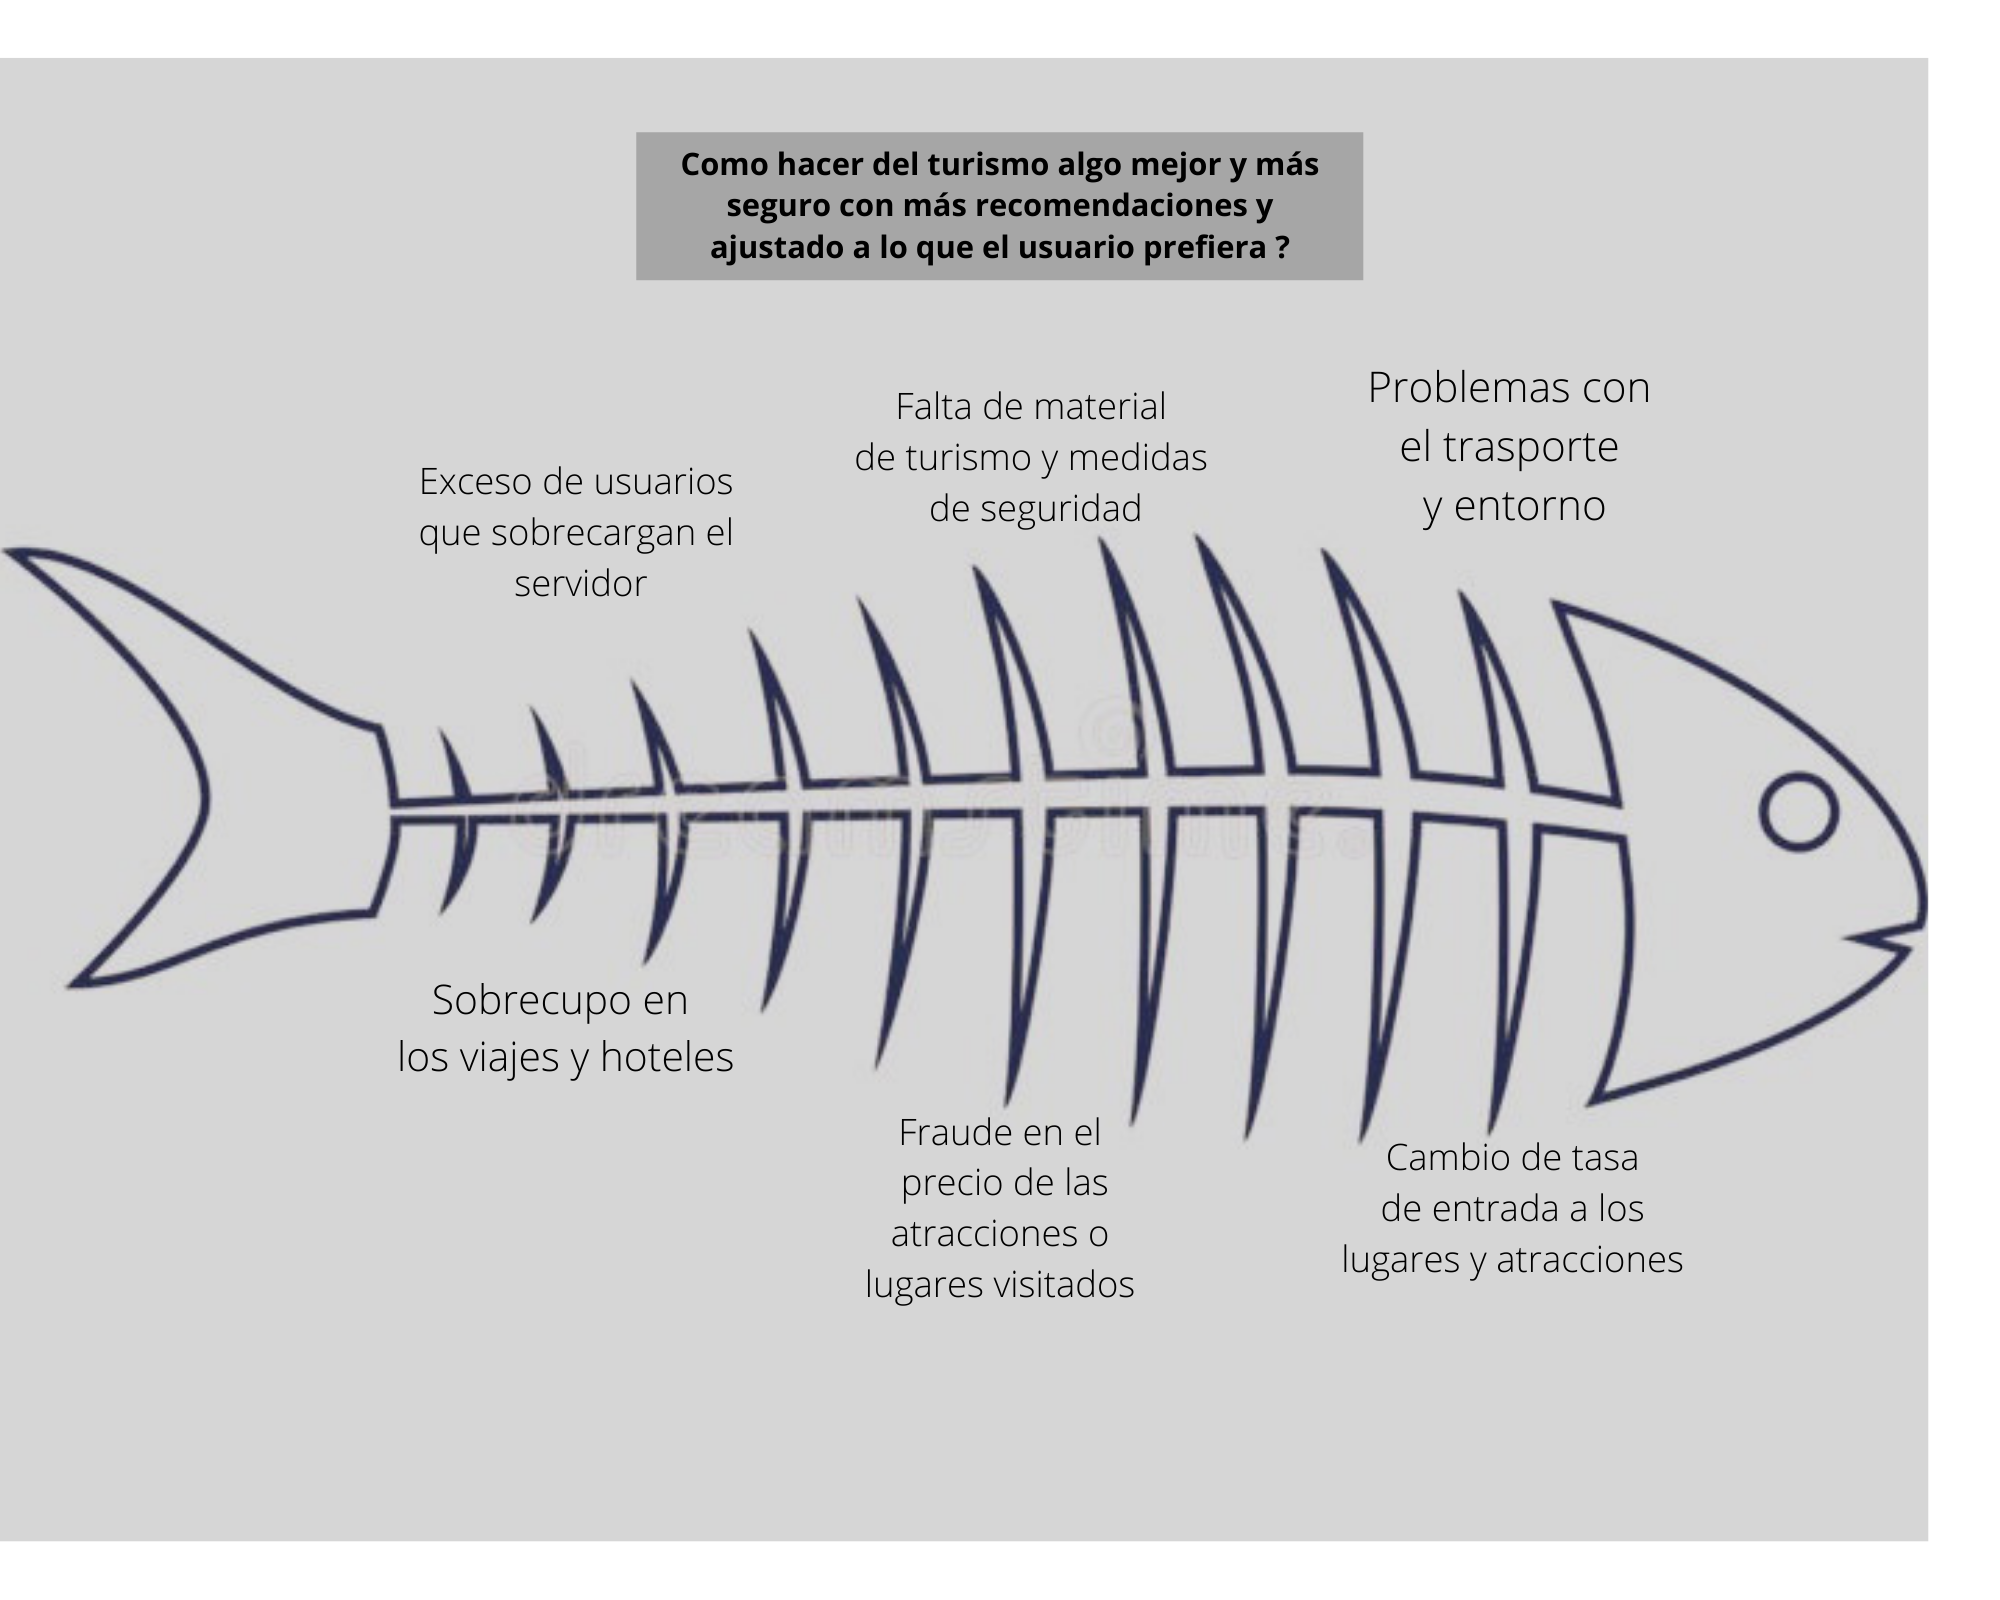 Como hacer del turismo algo mejor y más
seguro con más recomendaciones y
ajustado a lo que el usuario prefiera ?
Exceso de usuarios
que sobrecargan el
servidor
Falta de material
de turismo y medidas
de seguridad
Problemas con
el trasporte
y entorno
dreamstime.
Sobrecupo en
los viajes y hoteles
Fraude en el
precio de las
atracciones o
lugares visitados
Cambio de tasa
de entrada a los
lugares y atracciones